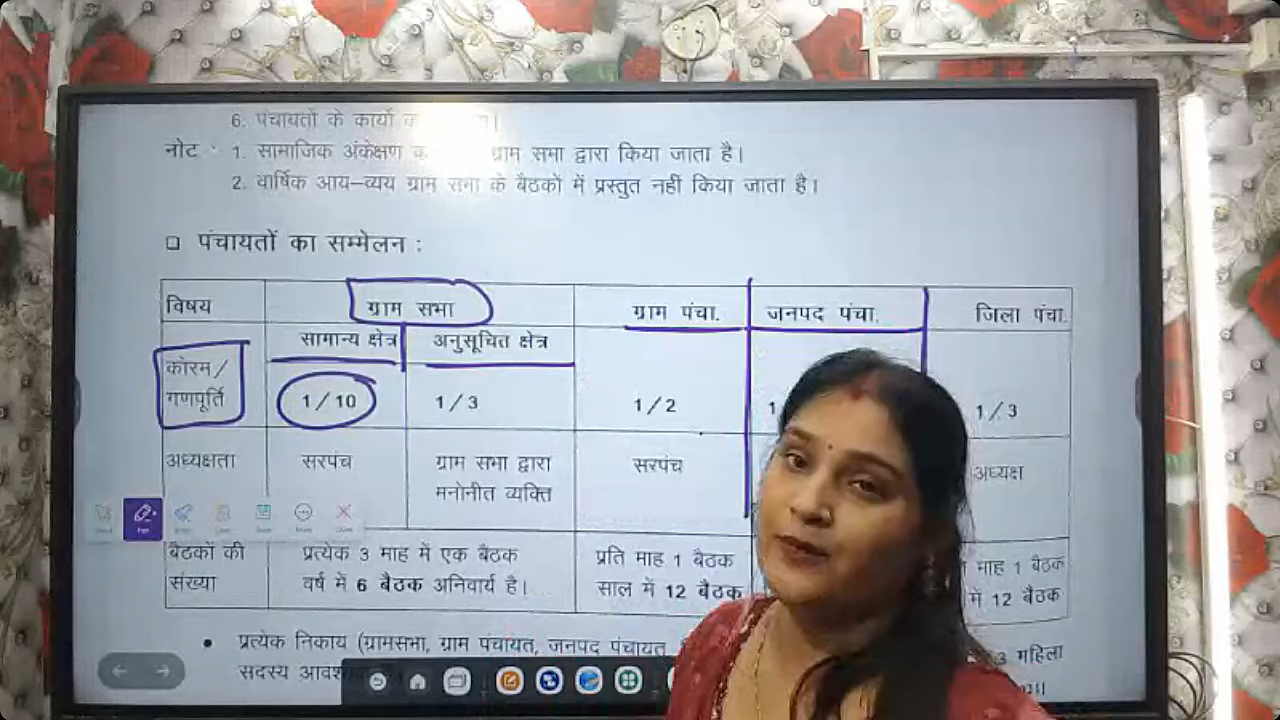 6. पंचायतों के कार्यो
नोट : 1. सामाजिक अंकेक्षण ग्राम सभा द्वारा किया जाता है।
2. वार्षिक आय–व्यय ग्राम सभा के बैठकों में प्रस्तुत नहीं किया जाता है।
❑ पंचायतों का सम्मेलन :
विषय ग्राम सभा ग्राम पंचा. जनपद पंचा. जिला पंचा.
सामान्य क्षेत्र अनुसूचित क्षेत्र
कोरम/
गणपूर्ति 1/10 1/3 1/2 1/3
अध्यक्षता सरपंच ग्राम सभा द्वारा सरपंच अध्यक्ष
मनोनीत व्यक्ति
बैठकों की प्रत्येक 3 माह में एक बैठक प्रति माह 1 बैठक माह 1 बैठक
संख्या वर्ष में 6 बैठक अनिवार्य है। साल में 12 बैठक में 12 बैठक
• प्रत्येक निकाय (ग्रामसभा, ग्राम पंचायत, जनपद पंचायत महिला
सदस्य